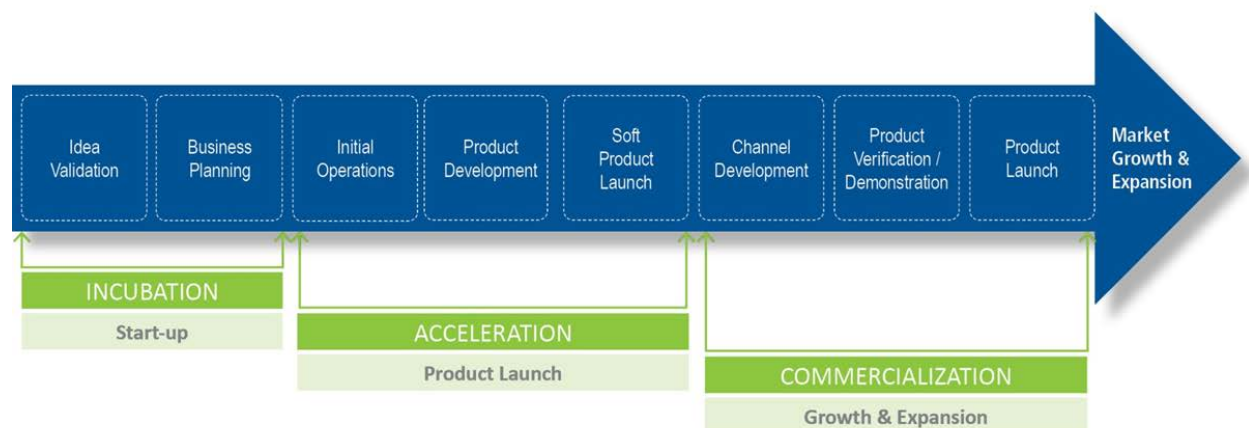 Idea
Validation
Business
Planning
Initial
Operations
Product
Development
Soft
Product
Launch
Channel
Development
Product
Verification /
Demonstration
Product
Launch
Market
Growth &
Expansion
INCUBATION
Start-up
ACCELERATION
Product Launch
COMMERCIALIZATION
Growth & Expansion